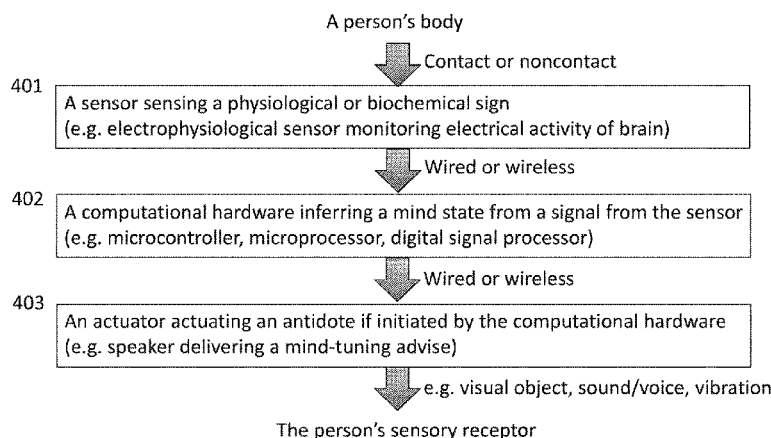 A person's body
Contact or noncontact
401
A sensor sensing a physiological or biochemical sign
(e.g. electrophysiological sensor monitoring electrical activity of brain)
Wired or wireless
402
A computational hardware inferring a mind state from a signal from the sensor
(e.g. microcontroller, microprocessor, digital signal processor)
Wired or wireless
403
An actuator actuating an antidote if initiated by the computational hardware
(e.g. speaker delivering a mind-tuning advise)
e.g. visual object, sound/voice, vibration
The person's sensory receptor